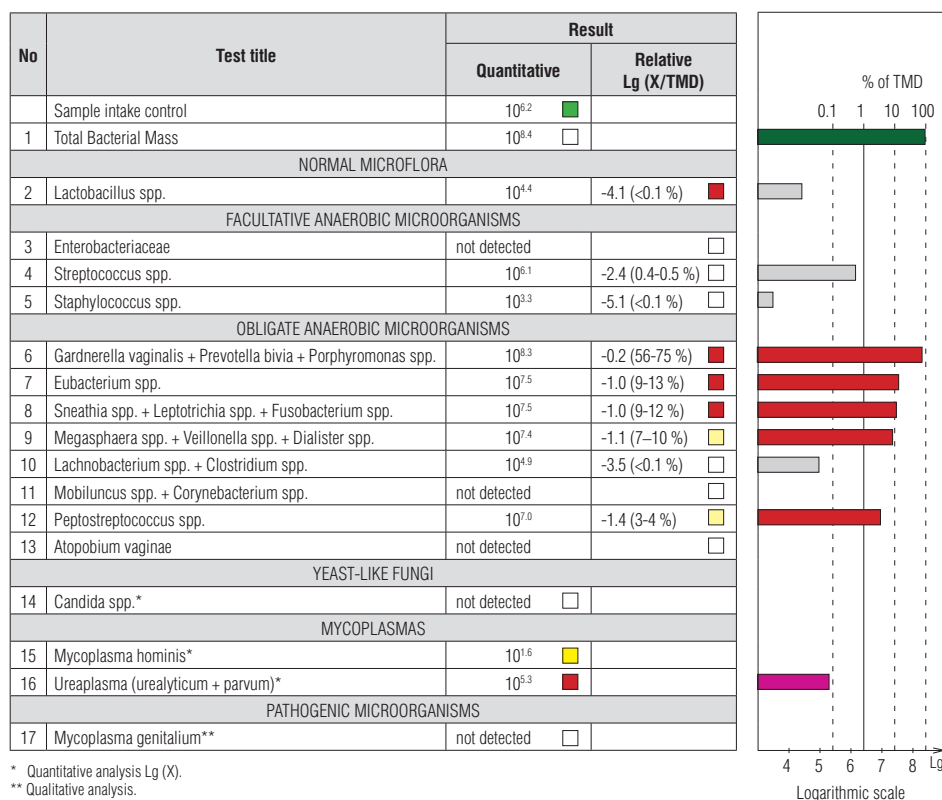 No Test title Result
Quantitative Relative Lg (X/TMD)
Sample intake control 10^6.2
1 Total Bacterial Mass 10^8.4
NORMAL MICROFLORA
2 Lactobacillus spp. 10^4.4 -4.1 (<0.1 %)
FACULTATIVE ANAEROBIC MICROORGANISMS
3 Enterobacteriaceae not detected
4 Streptococcus spp. 10^6.1 -2.4 (0.4-0.5 %)
5 Staphylococcus spp. 10^3.3 -5.1 (<0.1 %)
OBLIGATE ANAEROBIC MICROORGANISMS
6 Gardnerella vaginalis + Prevotella bivia + Porphyromonas spp. 10^8.3 -0.2 (56-75 %)
7 Eubacterium spp. 10^7.5 -1.0 (9-13 %)
8 Sneathia spp. + Leptotrichia spp. + Fusobacterium spp. 10^7.5 -1.0 (9-12 %)
9 Megasphaera spp. + Veillonella spp. + Dialister spp. 10^7.4 -1.1 (7–10 %)
10 Lachnobacterium spp. + Clostridium spp. 10^4.9 -3.5 (<0.1 %)
11 Mobiluncus spp. + Corynebacterium spp. not detected
12 Peptostreptococcus spp. 10^7.0 -1.4 (3-4 %)
13 Atopobium vaginae not detected
YEAST-LIKE FUNGI
14 Candida spp.* not detected
MYCOPLASMAS
15 Mycoplasma hominis* 10^1.6
16 Ureaplasma (urealyticum + parvum)* 10^5.3
PATHOGENIC MICROORGANISMS
17 Mycoplasma genitalium** not detected
* Quantitative analysis Lg (X).
** Qualitative analysis.
% of TMD
0.1 1 10 100
4 5 6 7 8 Lg
Logarithmic scale